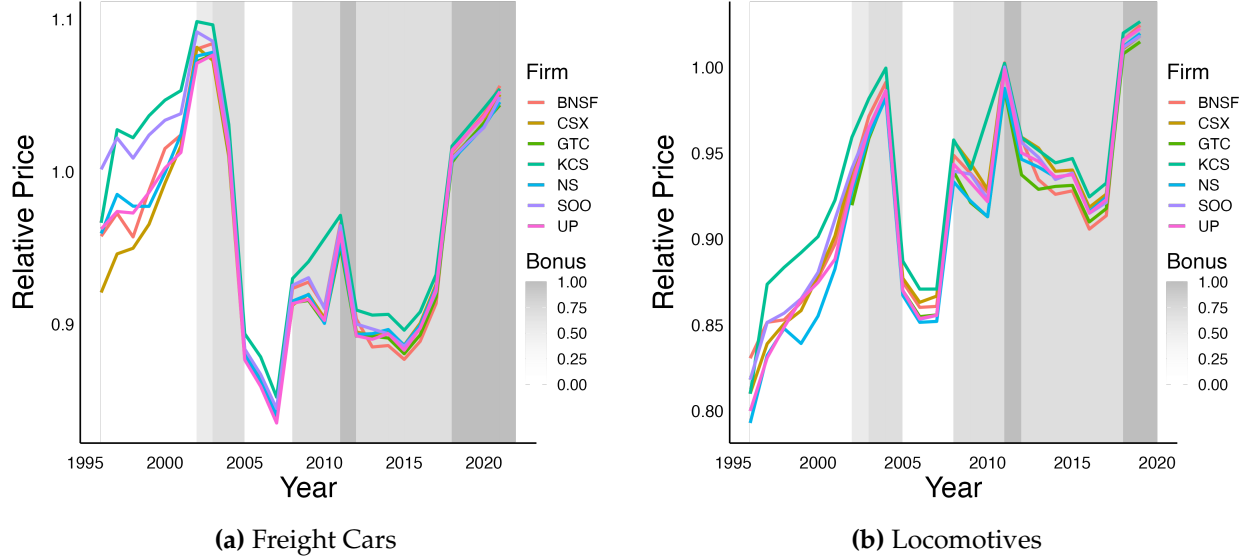 1.1
1.0
0.9
Relative Price
1995 2000 2005 2010 2015 2020
Year
Firm
BNSF
CSX
GTC
KCS
NS
SOO
UP
Bonus
1.00
0.75
0.50
0.25
0.00
(a) Freight Cars
1.00
0.95
0.90
0.85
0.80
Relative Price
1995 2000 2005 2010 2015 2020
Year
Firm
BNSF
CSX
GTC
KCS
NS
SOO
UP
Bonus
1.00
0.75
0.50
0.25
0.00
(b) Locomotives